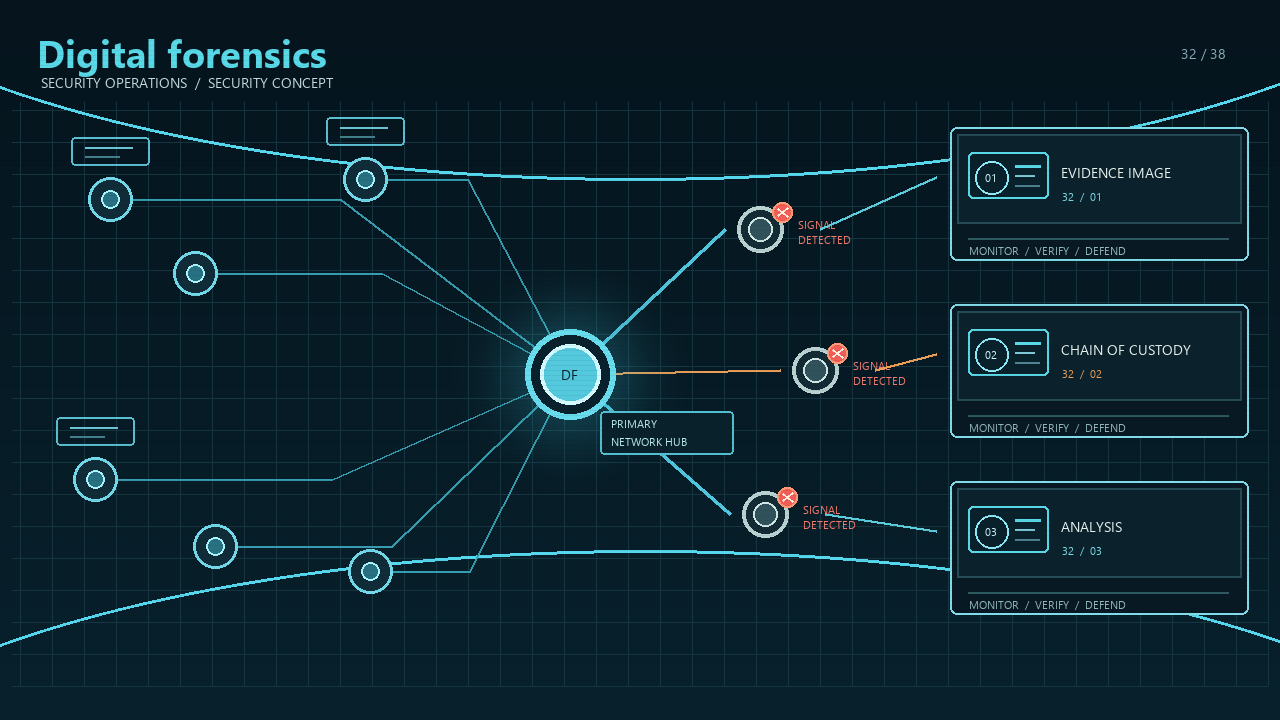 Digital forensics
SECURITY OPERATIONS / SECURITY CONCEPT
32 / 38
SIGNAL
DETECTED
SIGNAL
DETECTED
SIGNAL
DETECTED
DF
PRIMARY
NETWORK HUB
01
EVIDENCE IMAGE
32 / 01
MONITOR / VERIFY / DEFEND
02
CHAIN OF CUSTODY
32 / 02
MONITOR / VERIFY / DEFEND
03
ANALYSIS
32 / 03
MONITOR / VERIFY / DEFEND